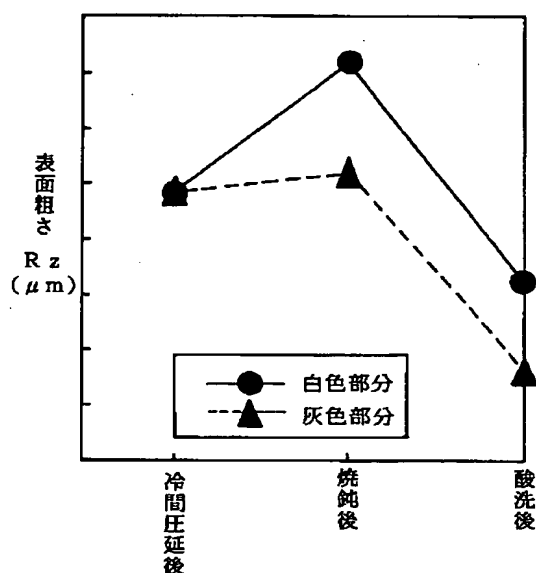 表面粗さ
Rz
(μm)
白色部分
灰色部分
冷間圧延後
焼鈍後
酸洗後